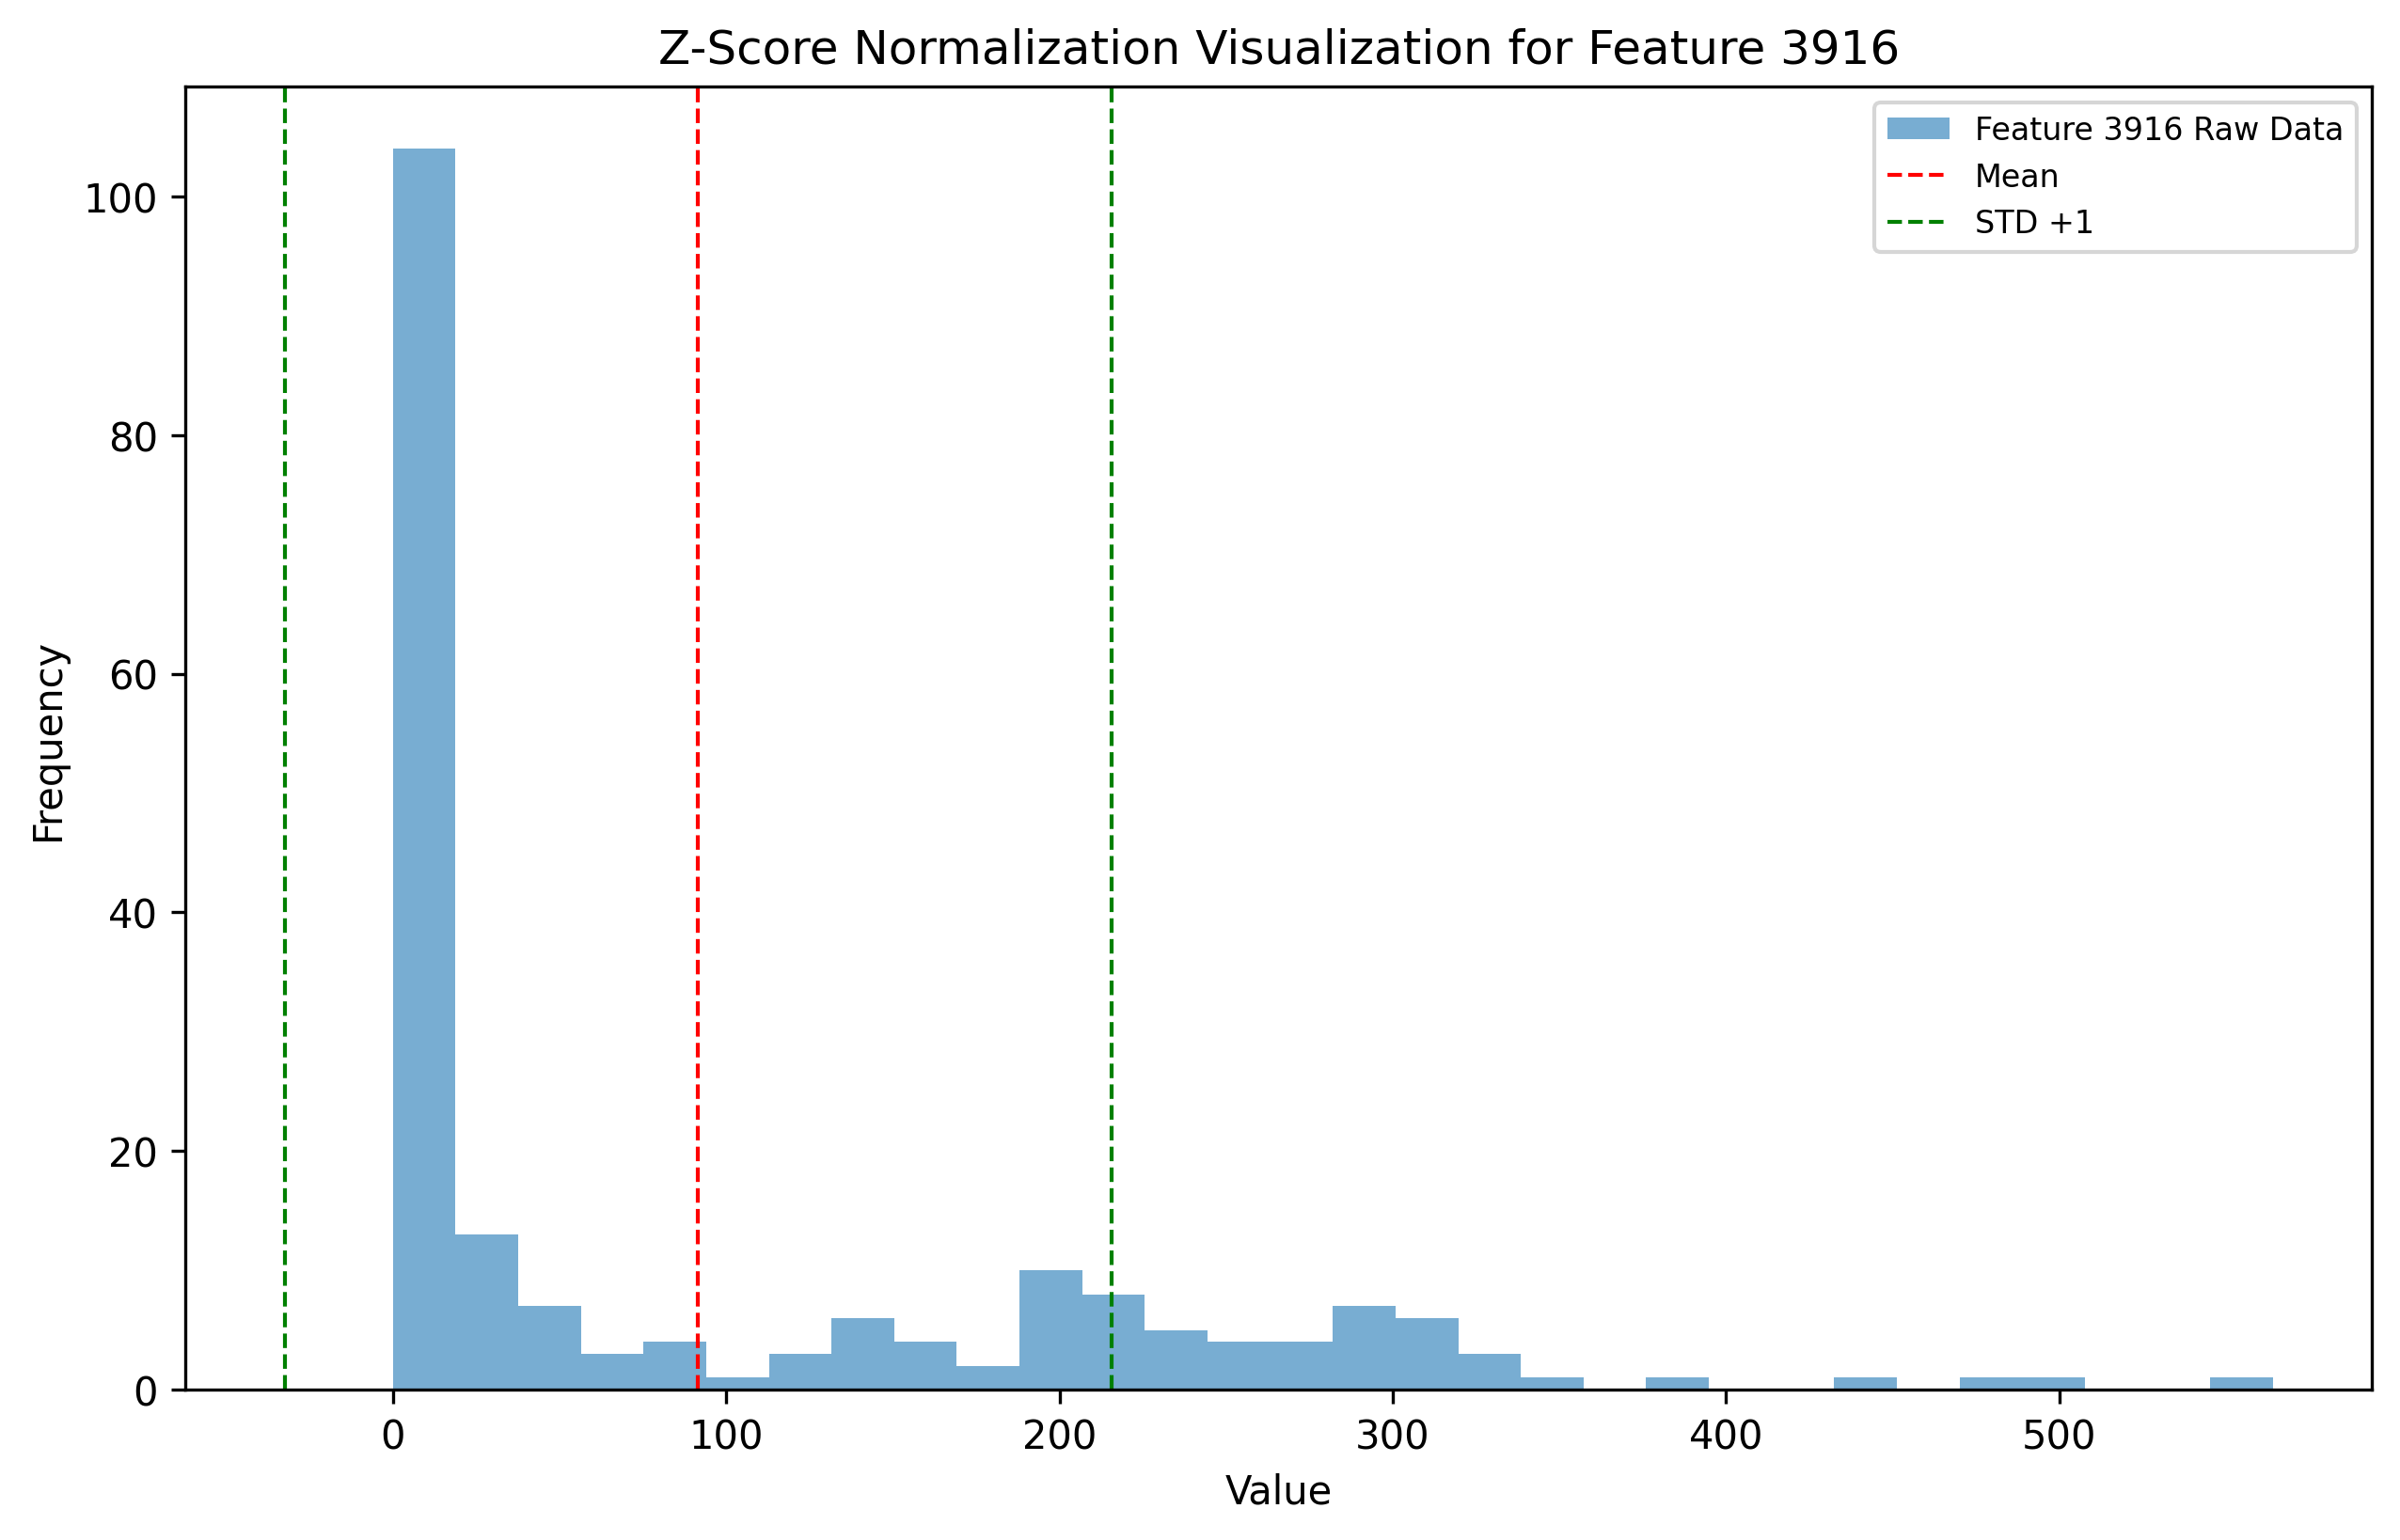 Z-Score Normalization Visualization for Feature 3916
Feature 3916 Raw Data
Mean
STD +1
100
80
60
40
20
0
Frequency
0 100 200 300 400 500
Value